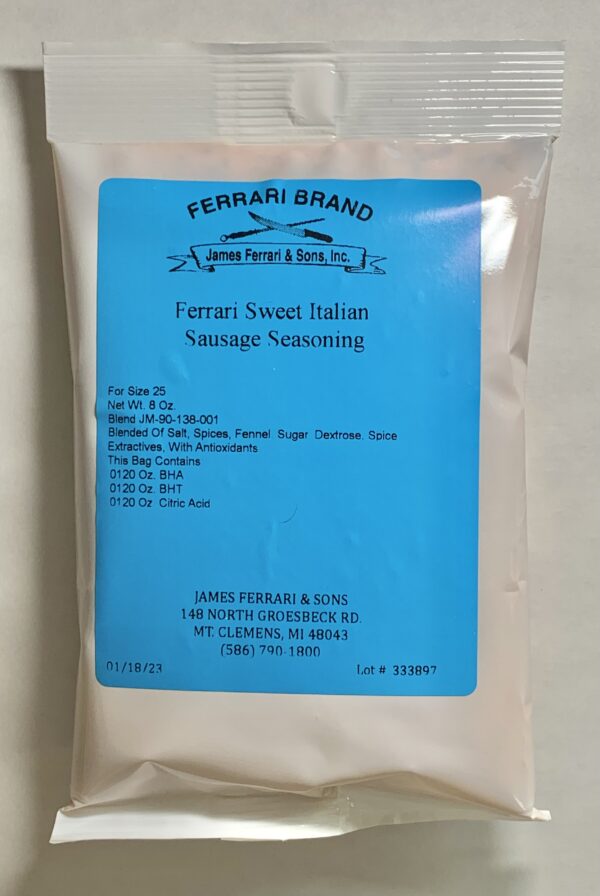 FERRARI BRAND
James Ferrari & Sons, Inc.
Ferrari Sweet Italian
Sausage Seasoning
For Size 25
Net Wt. 8 Oz.
Blend JM-90-138-001
Blended Of Salt, Spices, Fennel, Sugar, Dextrose, Spice
Extractives, With Antioxidants
This Bag Contains
0120 Oz. BHA
0120 Oz. BHT
0120 Oz Citric Acid
JAMES FERRARI & SONS
148 NORTH GROESBECK RD.
MT. CLEMENS, MI 48043
(586) 790-1800
01/18/23 Lot # 333897